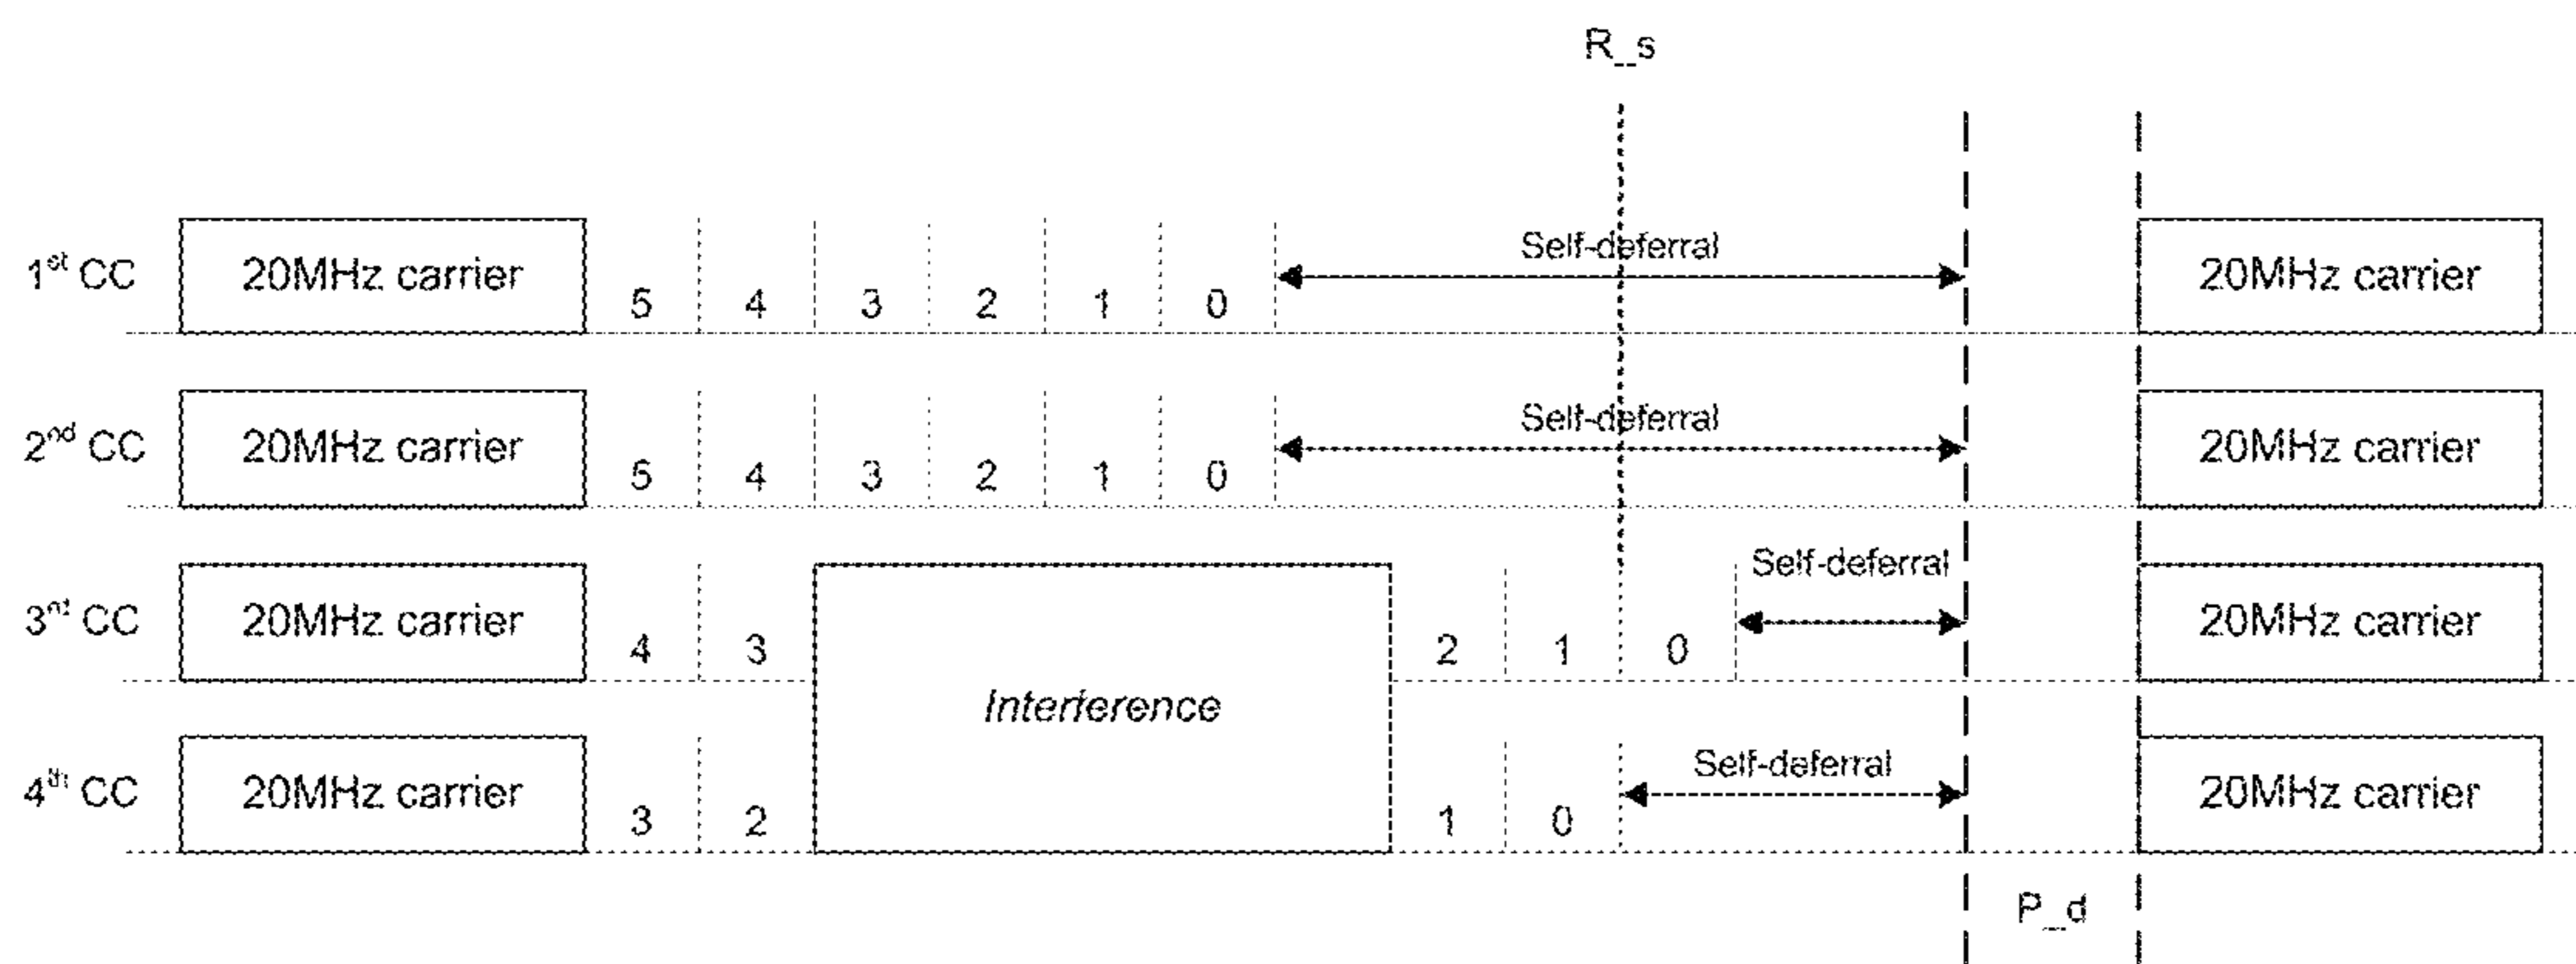 R_s
1st CC 20MHz carrier 5 4 3 2 1 0 Self-deferral 20MHz carrier
2nd CC 20MHz carrier 5 4 3 2 1 0 Self-deferral 20MHz carrier
3rd CC 20MHz carrier 4 3 2 1 0 Self-deferral 20MHz carrier
Interference
4th CC 20MHz carrier 3 2 1 0 Self-deferral 20MHz carrier
P_d